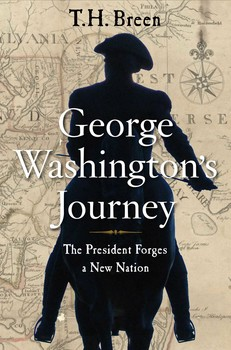 T.H. Breen
George
Washington's
Journey
The President Forges
a New Nation